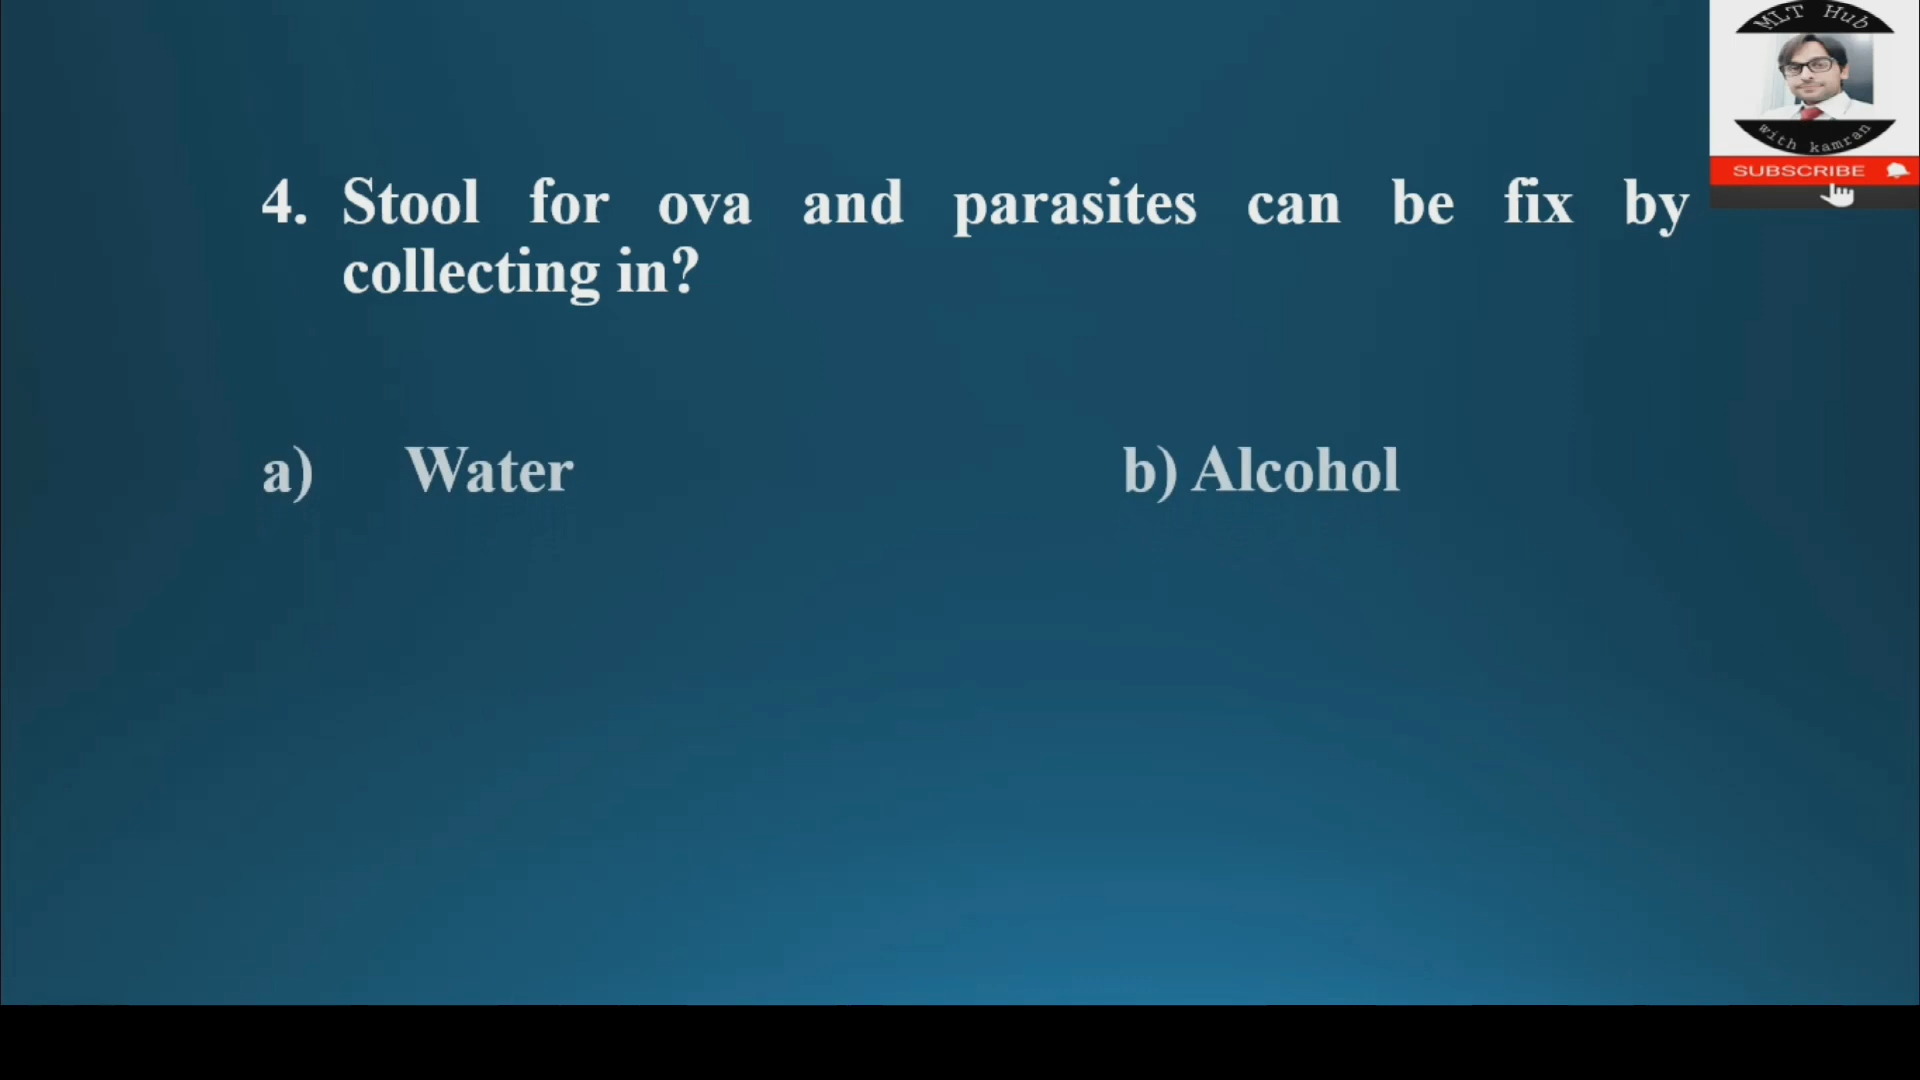 MLT Hub
with kamran
SUBSCRIBE
4. Stool for ova and parasites can be fix by
collecting in?
a) Water b) Alcohol